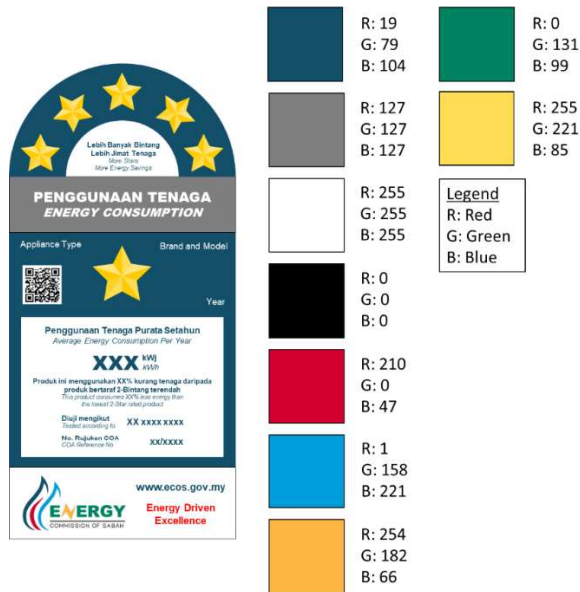 Lebih Banyak Bintang
Lebih Jimat Tenaga
More Stars
More Energy Savings
PENGGUNAAN TENAGA
ENERGY CONSUMPTION
Appliance Type
Brand and Model
Year
Penggunaan Tenaga Purata Setahun
Average Energy Consumption Per Year
XXX kWj
kWh
Produk ini menggunakan XX% kurang tenaga daripada
produk bertaraf 2-Bintang terendah
This product consumes XX% less energy than
the lowest 2-Star rated product
Diuji mengikut
Tested according to
XX xxxx xxxx
No. Rujukan COA
COA Reference No
xx/xxxx
ENERGY
COMMISSION OF SABAH
www.ecos.gov.my
Energy Driven
Excellence
R: 19
G: 79
B: 104
R: 127
G: 127
B: 127
R: 255
G: 255
B: 255
R: 0
G: 0
B: 0
R: 210
G: 0
B: 47
R: 1
G: 158
B: 221
R: 254
G: 182
B: 66
R: 0
G: 131
B: 99
R: 255
G: 221
B: 85
Legend
R: Red
G: Green
B: Blue